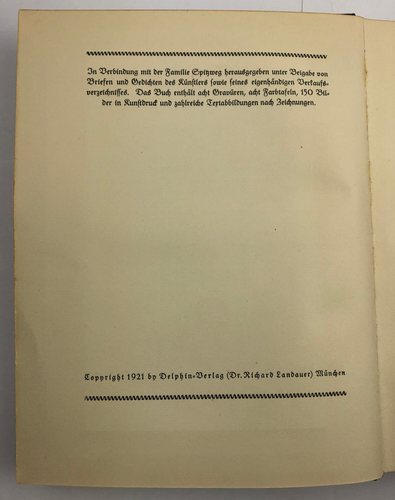 In Verbindung mit der Familie Spitzweg herausgegeben unter Beigabe von
Briefen und Gedichten des Künstlers sowie seines eigenhändigen Verkaufs-
verzeichnisses. Das Buch enthält acht Gravüren, acht Farbtafeln, 150 Bil-
der in Kunstdruck und zahlreiche Textabbildungen nach Zeichnungen.
Copyright 1921 by Delphin-Verlag (Dr. Richard Landauer) München